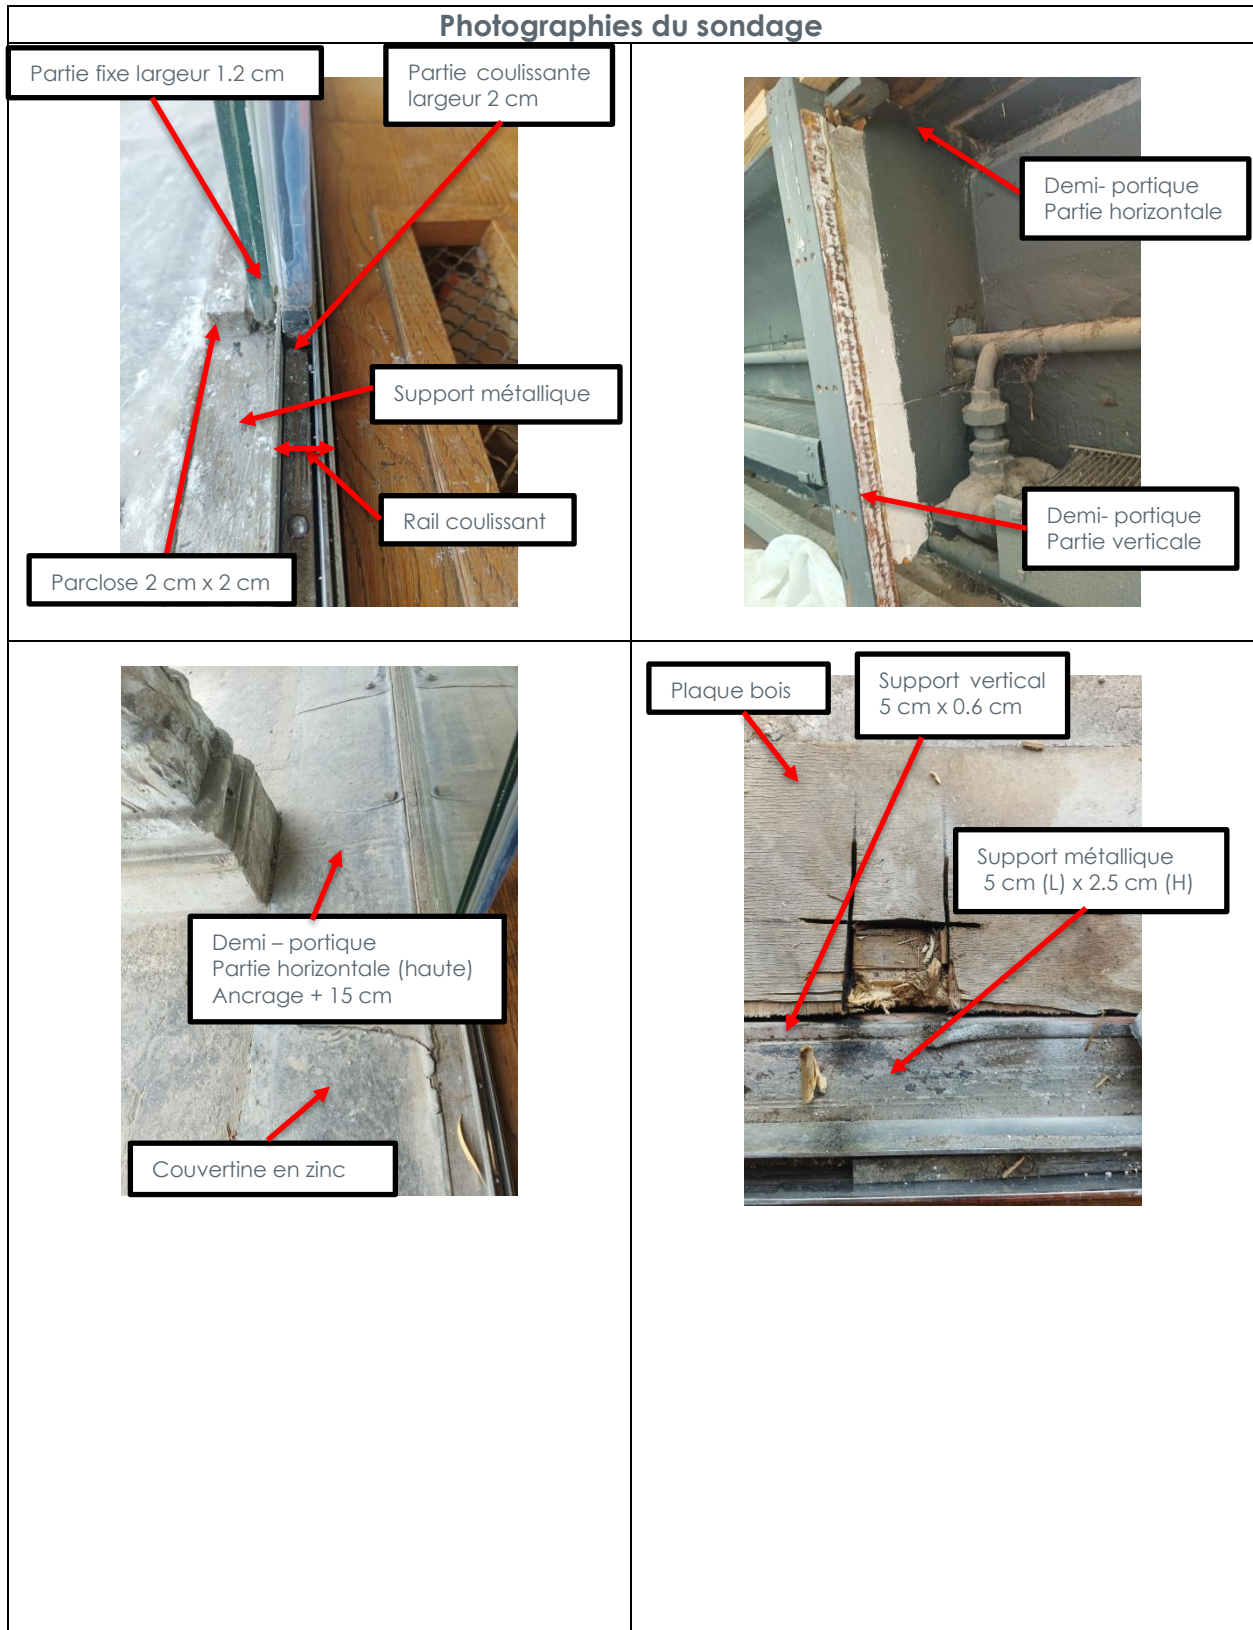 Photographies du sondage
Partie fixe largeur 1.2 cm
Partie coulissante
largeur 2 cm
Support métallique
Rail coulissant
Parclose 2 cm x 2 cm
Demi- portique
Partie horizontale
Demi- portique
Partie verticale
Demi – portique
Partie horizontale (haute)
Ancrage + 15 cm
Couvertine en zinc
Plaque bois
Support vertical
5 cm x 0.6 cm
Support métallique
5 cm (L) x 2.5 cm (H)